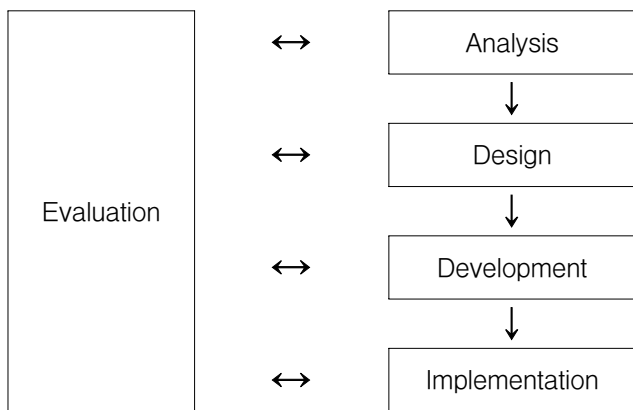 Analysis
Design
Evaluation
Development
Implementation